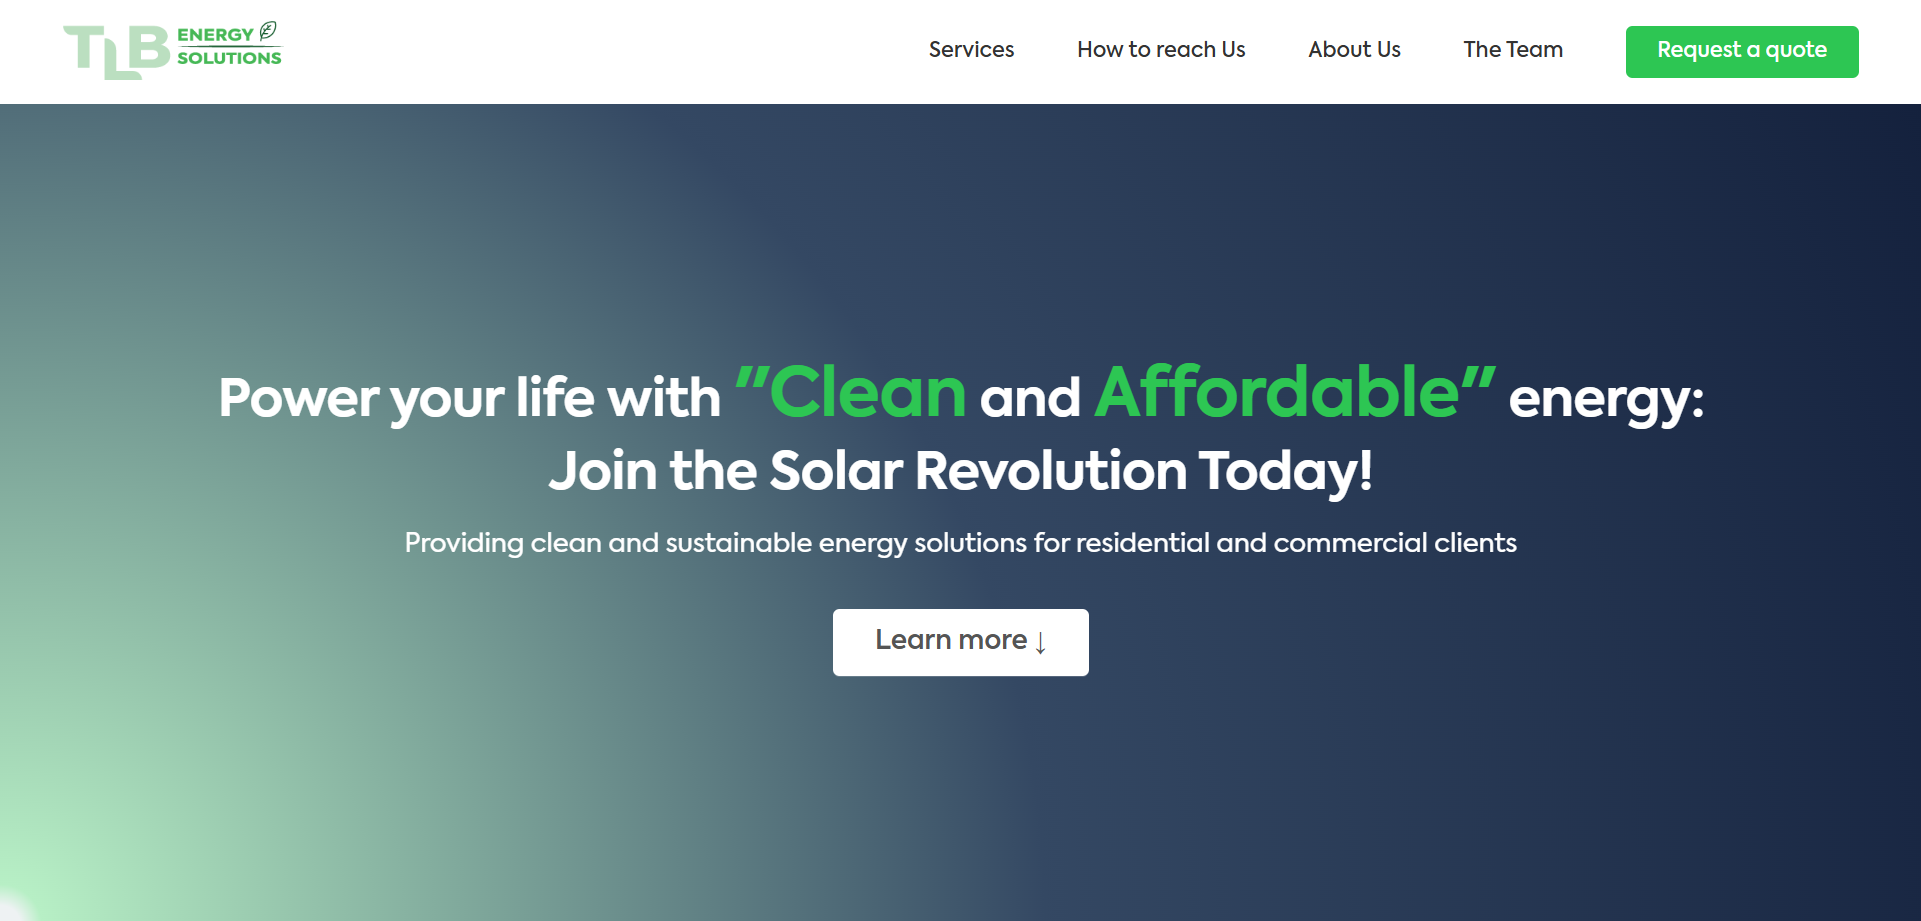 TLB ENERGY
SOLUTIONS
Services
How to reach Us
About Us
The Team
Request a quote
Power your life with "Clean and Affordable" energy:
Join the Solar Revolution Today!
Providing clean and sustainable energy solutions for residential and commercial clients
Learn more ↓